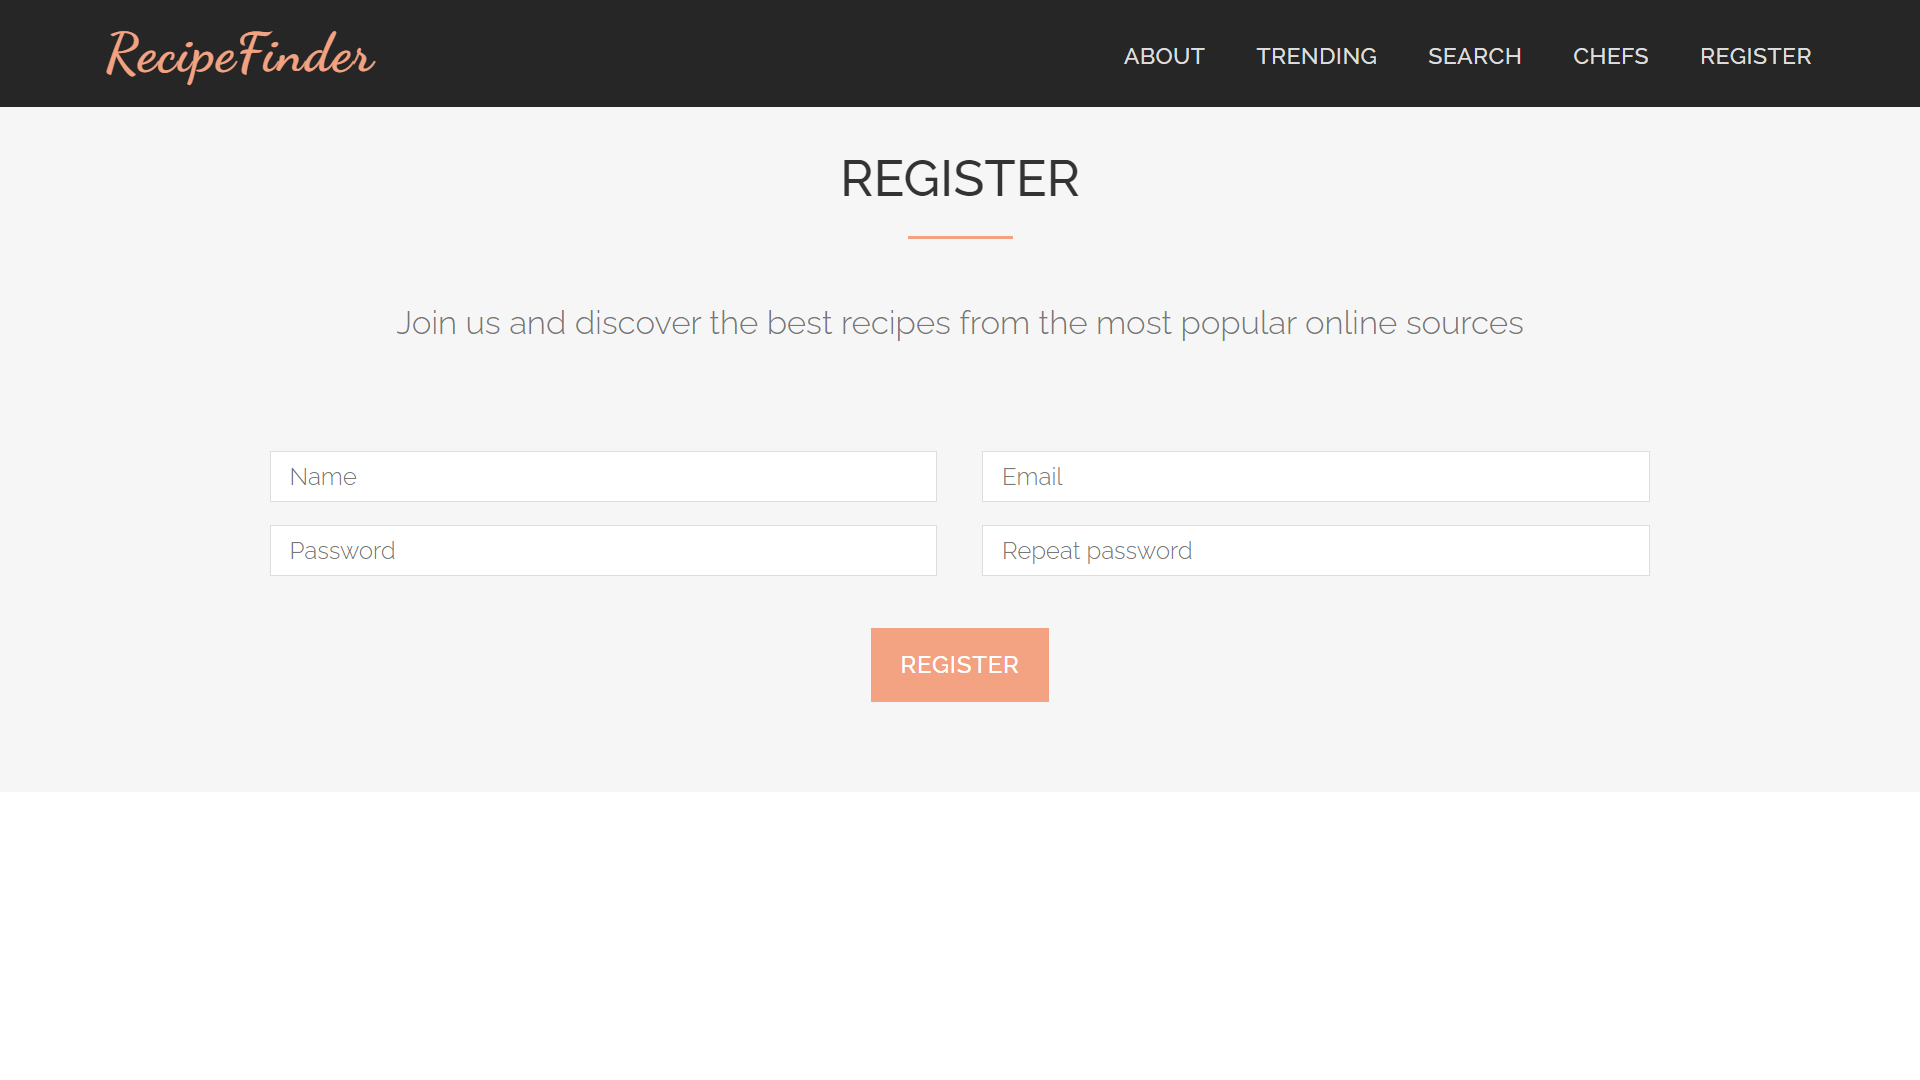 RecipeFinder
ABOUT TRENDING SEARCH CHEFS REGISTER
REGISTER
Join us and discover the best recipes from the most popular online sources
Name Email
Password Repeat password
REGISTER